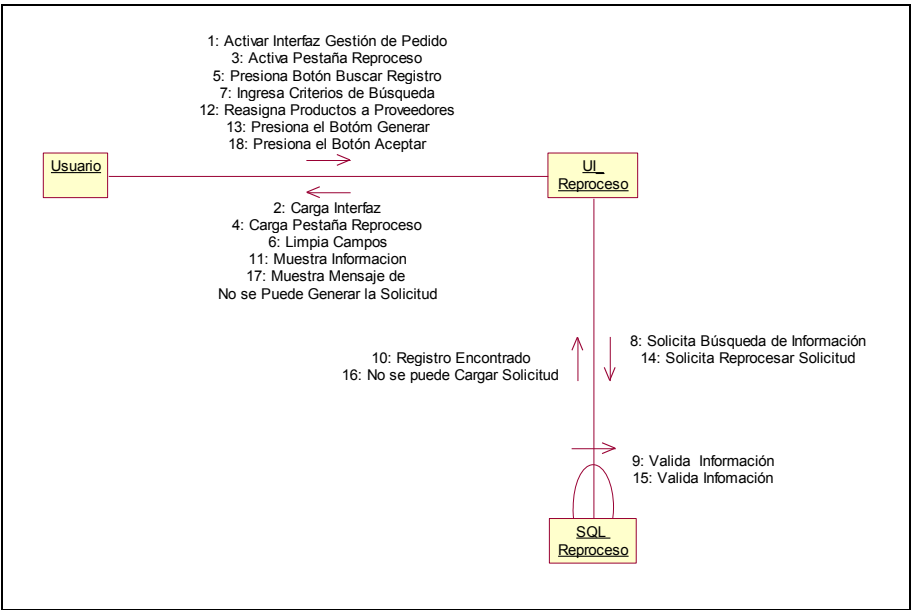 1: Activar Interfaz Gestión de Pedido
3: Activa Pestaña Reproceso
5: Presiona Botón Buscar Registro
7: Ingresa Criterios de Búsqueda
12: Reasigna Productos a Proveedores
13: Presiona el Botóm Generar
18: Presiona el Botón Aceptar
Usuario
UI_
Reproceso
2: Carga Interfaz
4: Carga Pestaña Reproceso
6: Limpia Campos
11: Muestra Informacion
17: Muestra Mensaje de
No se Puede Generar la Solicitud
8: Solicita Búsqueda de Información
14: Solicita Reprocesar Solicitud
10: Registro Encontrado
16: No se puede Cargar Solicitud
9: Valida Información
15: Valida Infomación
SQL_
Reproceso